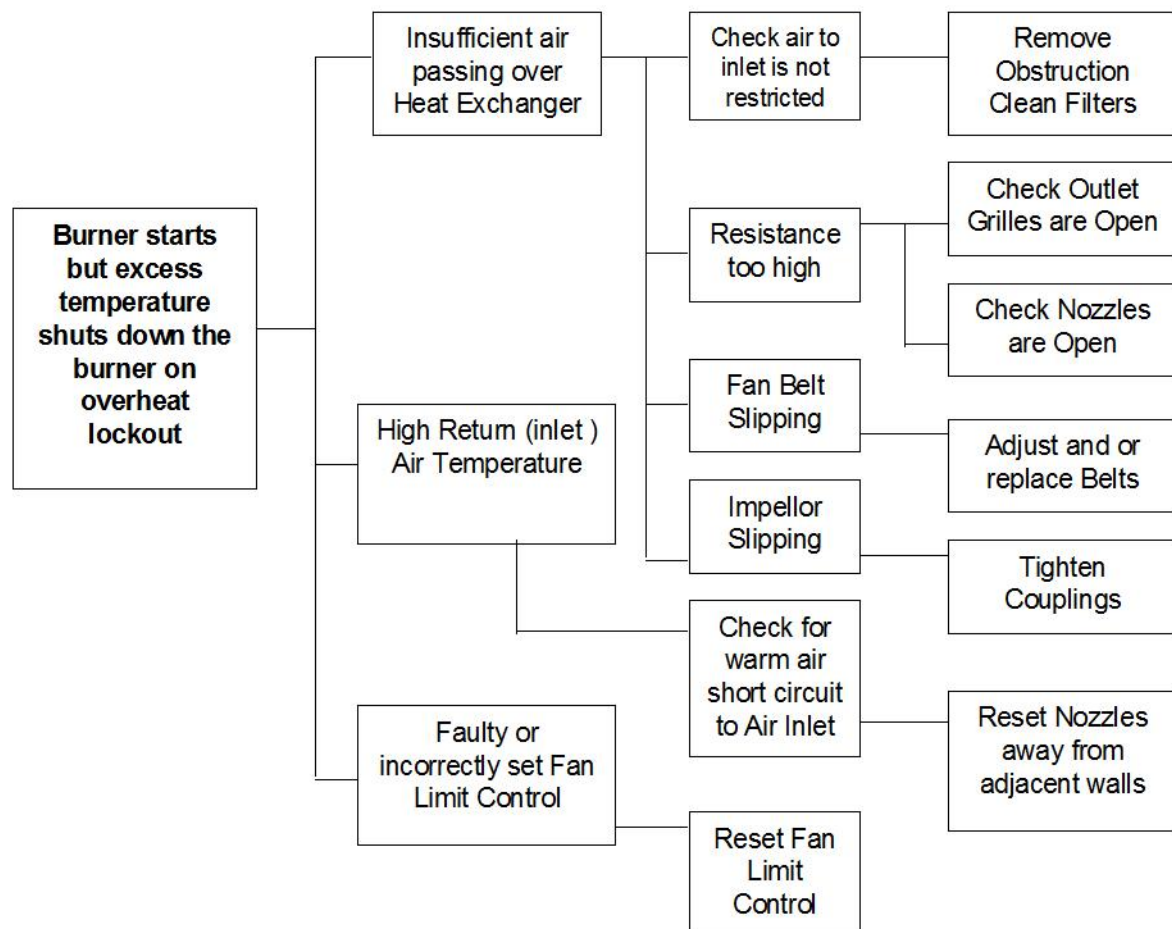 Burner starts
but excess
temperature
shuts down the
burner on
overheat
lockout
Insufficient air
passing over
Heat Exchanger
High Return (inlet )
Air Temperature
Faulty or
incorrectly set Fan
Limit Control
Check air to
inlet is not
restricted
Resistance
too high
Fan Belt
Slipping
Impellor
Slipping
Check for
warm air
short circuit
to Air Inlet
Reset Fan
Limit
Control
Remove
Obstruction
Clean Filters
Check Outlet
Grilles are Open
Check Nozzles
are Open
Adjust and or
replace Belts
Tighten
Couplings
Reset Nozzles
away from
adjacent walls